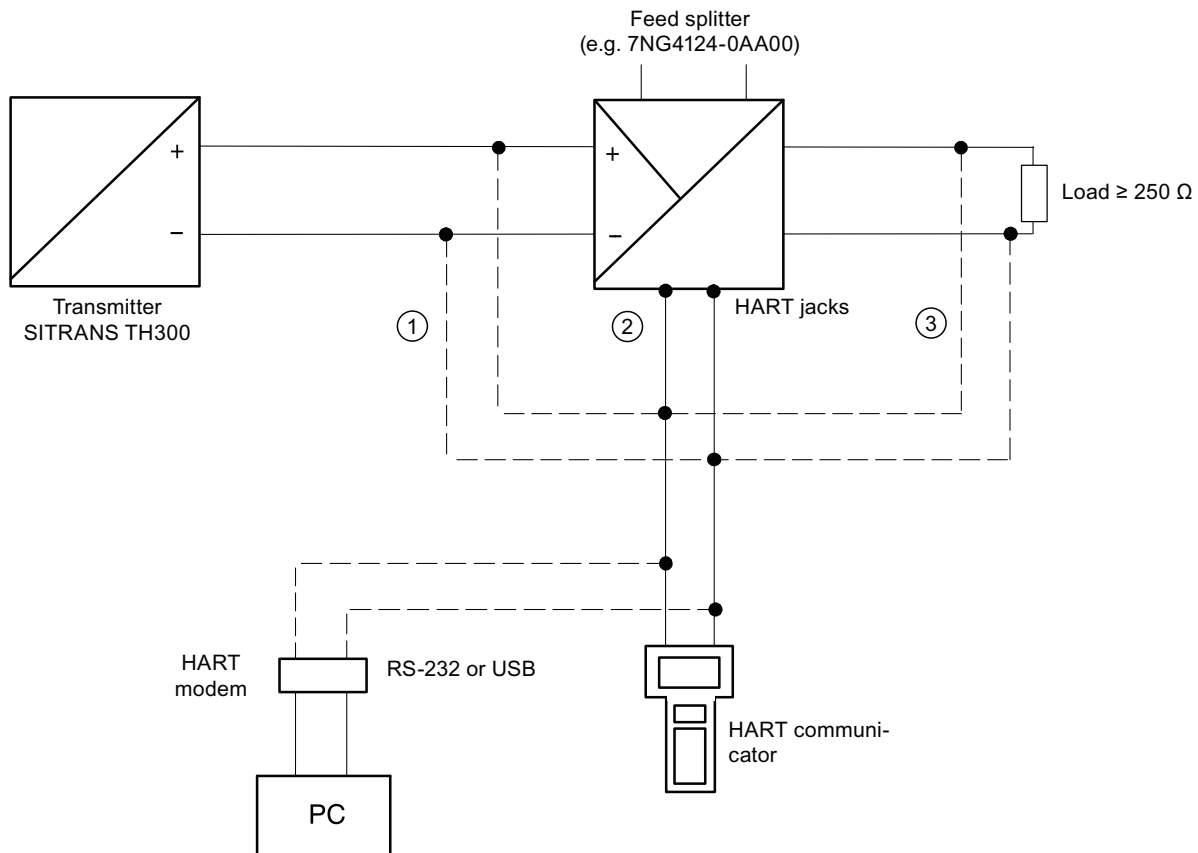 Feed splitter
(e.g. 7NG4124-0AA00)
+
−
+
−
Load ≥ 250 Ω
Transmitter
SITRANS TH300
HART jacks
1
2
3
HART
modem
RS-232 or USB
HART communi-
cator
PC